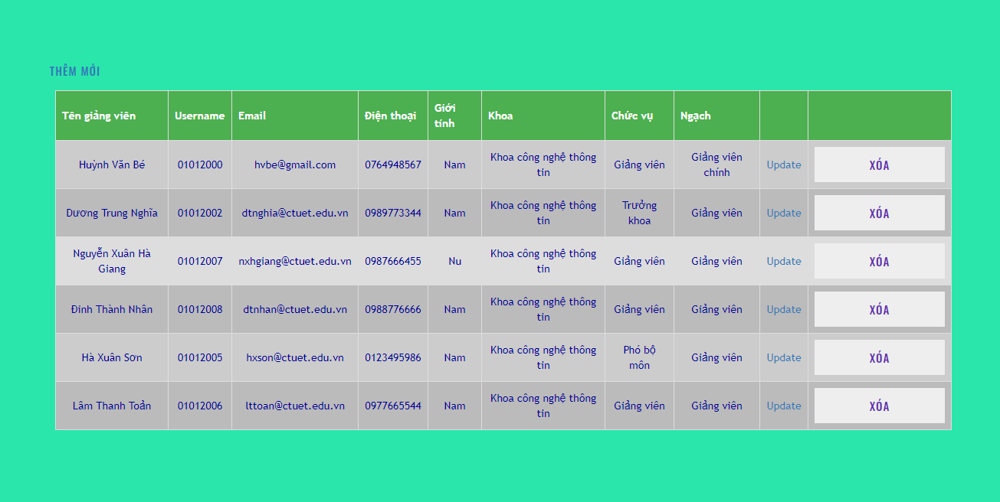 THÊM MỚI
Tên giảng viên Username Email Điện thoại Giới tính Khoa Chức vụ Ngạch
Huỳnh Văn Bé 01012000 hvbe@gmail.com 0764948567 Nam Khoa công nghệ thông tin Giảng viên Giảng viên chính Update XÓA
Dương Trung Nghĩa 01012002 dtnghia@ctuet.edu.vn 0989773344 Nam Khoa công nghệ thông tin Trưởng khoa Giảng viên Update XÓA
Nguyễn Xuân Hà Giang 01012007 nxhgiang@ctuet.edu.vn 0987666455 Nu Khoa công nghệ thông tin Giảng viên Giảng viên Update XÓA
Đinh Thành Nhân 01012008 dtnhan@ctuet.edu.vn 0988776666 Nam Khoa công nghệ thông tin Giảng viên Giảng viên Update XÓA
Hà Xuân Sơn 01012005 hxson@ctuet.edu.vn 0123495986 Nam Khoa công nghệ thông tin Phó bộ môn Giảng viên Update XÓA
Lâm Thanh Toản 01012006 lttoan@ctuet.edu.vn 0977665544 Nam Khoa công nghệ thông tin Giảng viên Giảng viên Update XÓA